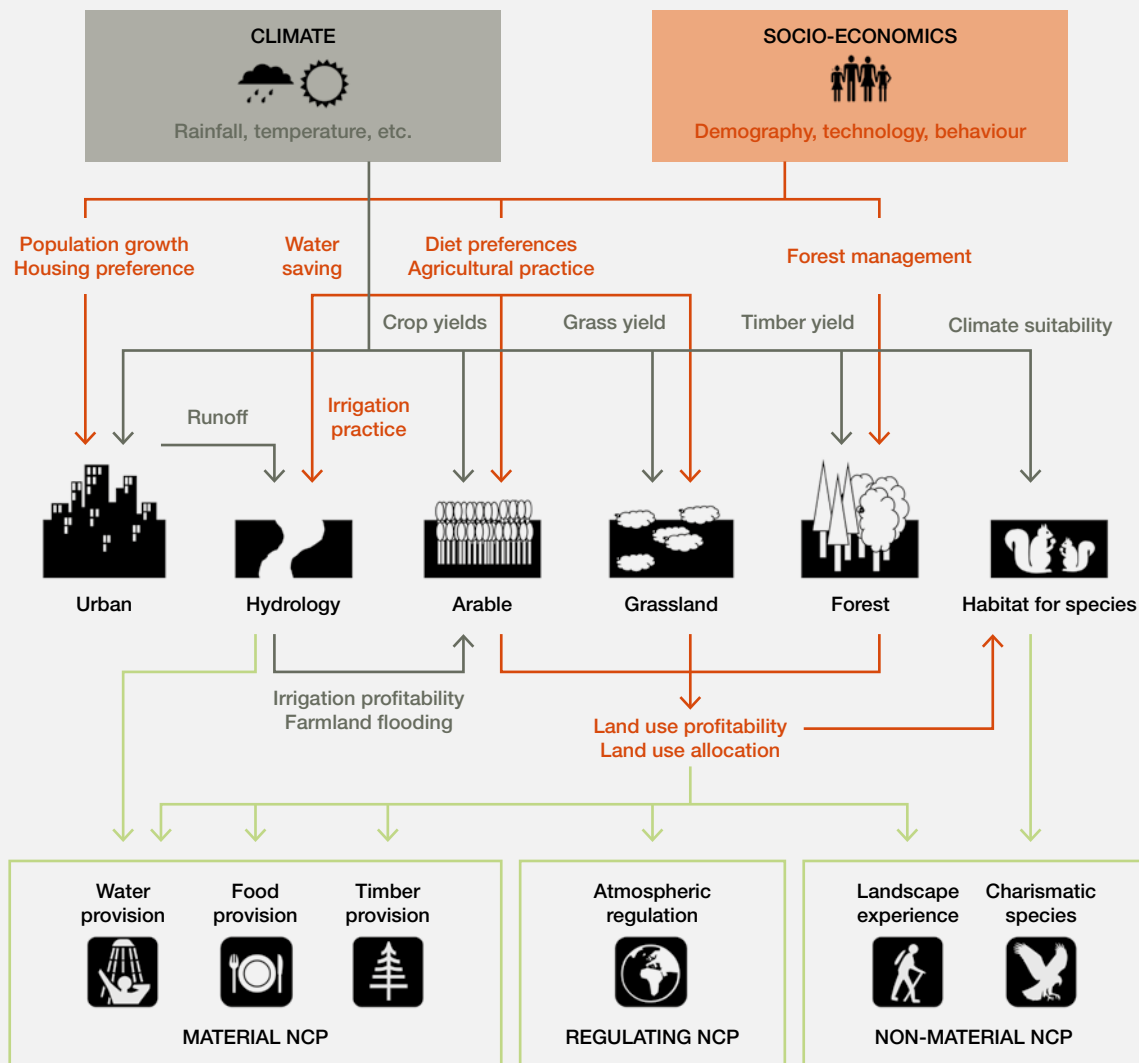 CLIMATE
Rainfall, temperature, etc.
SOCIO-ECONOMICS
Demography, technology, behaviour
Population growth
Housing preference
Water
saving
Diet preferences
Agricultural practice
Forest management
Crop yields
Grass yield
Timber yield
Climate suitability
Runoff
Irrigation
practice
Urban
Hydrology
Arable
Grassland
Forest
Habitat for species
Irrigation profitability
Farmland flooding
Land use profitability
Land use allocation
Water
provision
Food
provision
Timber
provision
MATERIAL NCP
Atmospheric
regulation
REGULATING NCP
Landscape
experience
Charismatic
species
NON-MATERIAL NCP